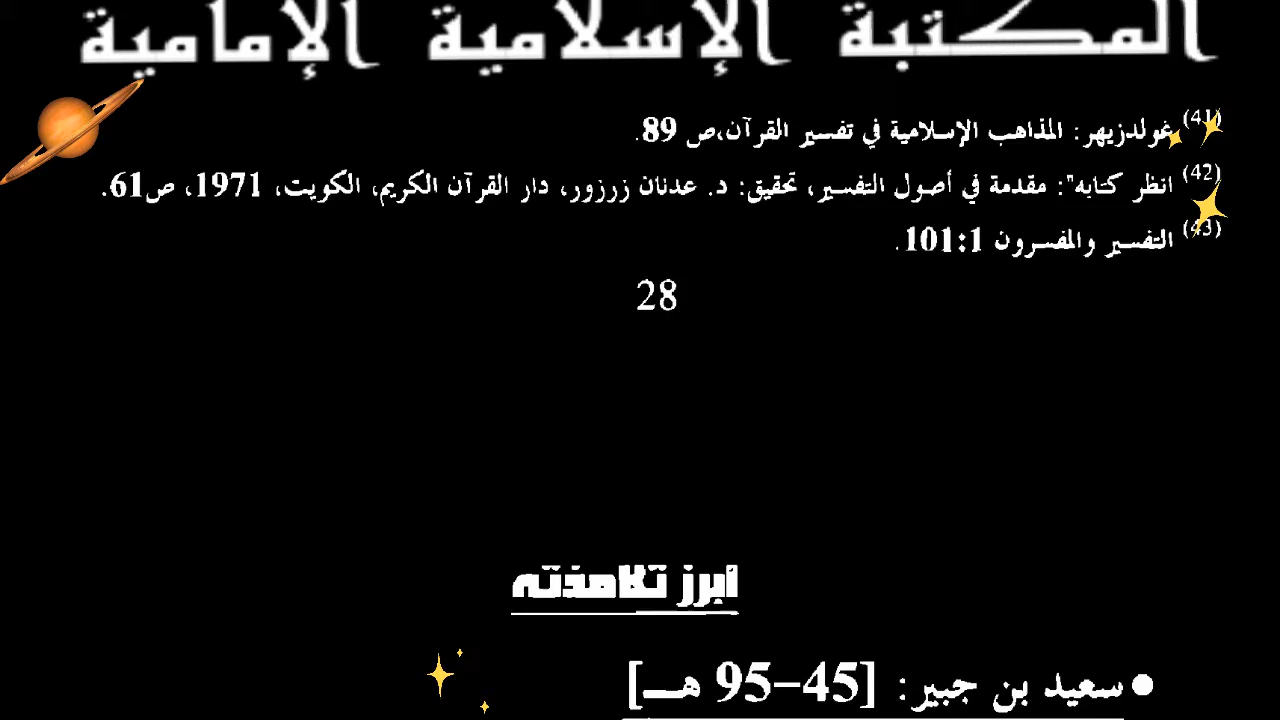 المكتبة الإسلامية الإمامية
(41) غولدزيهر: المذاهب الإسلامية في تفسير القرآن،ص 89.
(42) انظر كتابه": مقدمة في أصول التفسير، تحقيق: د. عدنان زرزور، دار القرآن الكريم، الكويت، 1971، ص61.
(43) التفسير والمفسرون 101:1.
28
أبرز تلامذته
• سعيد بن جبير: [45-95 هـ]